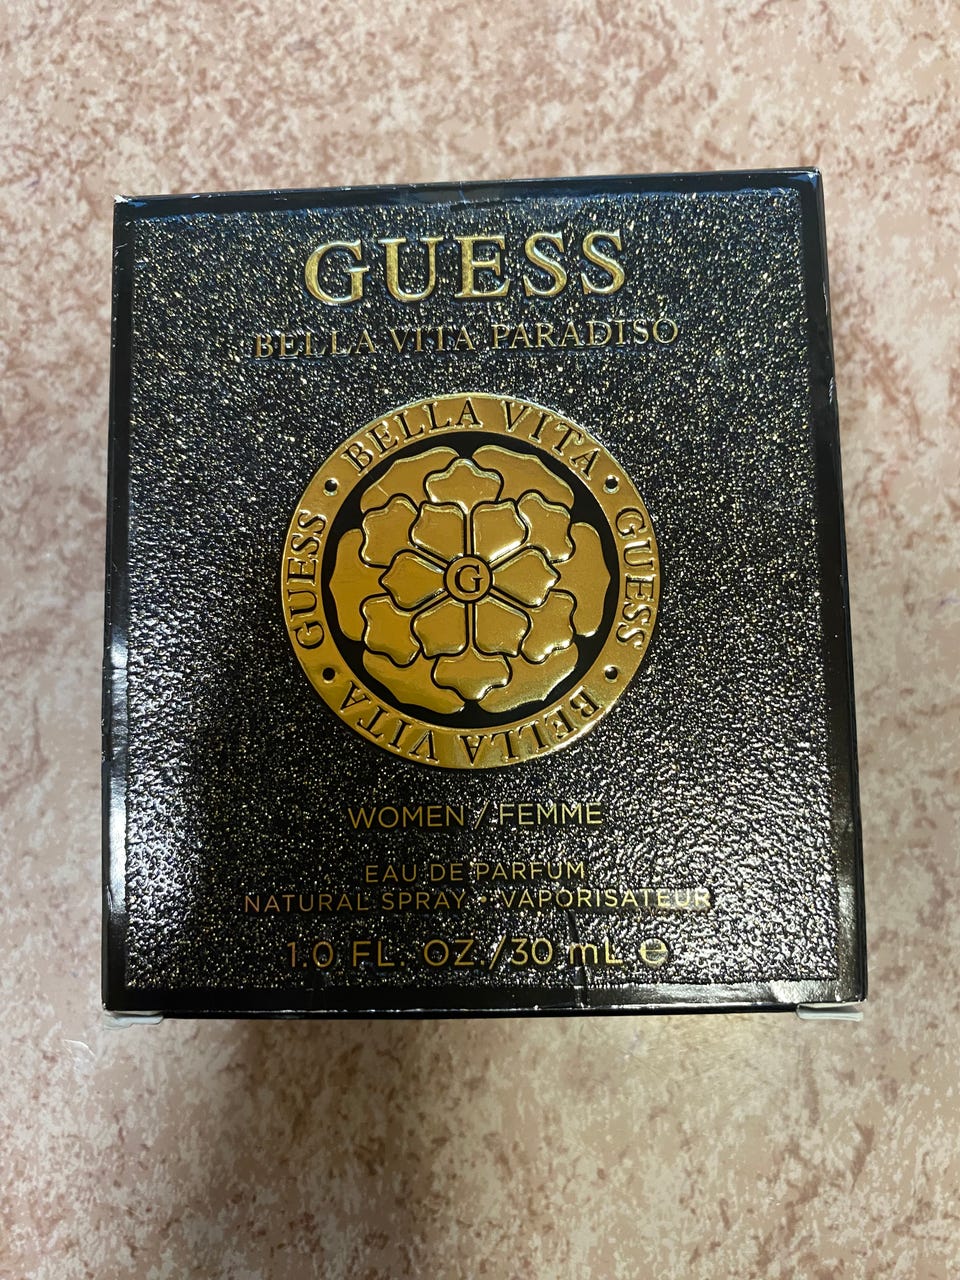 GUESS
BELLA VITA PARADISO
BELLA VITA • GUESS • BELLA VITA • GUESS •
G
WOMEN / FEMME
EAU DE PARFUM
NATURAL SPRAY • VAPORISATEUR
1.0 FL. OZ./30 mL ℮